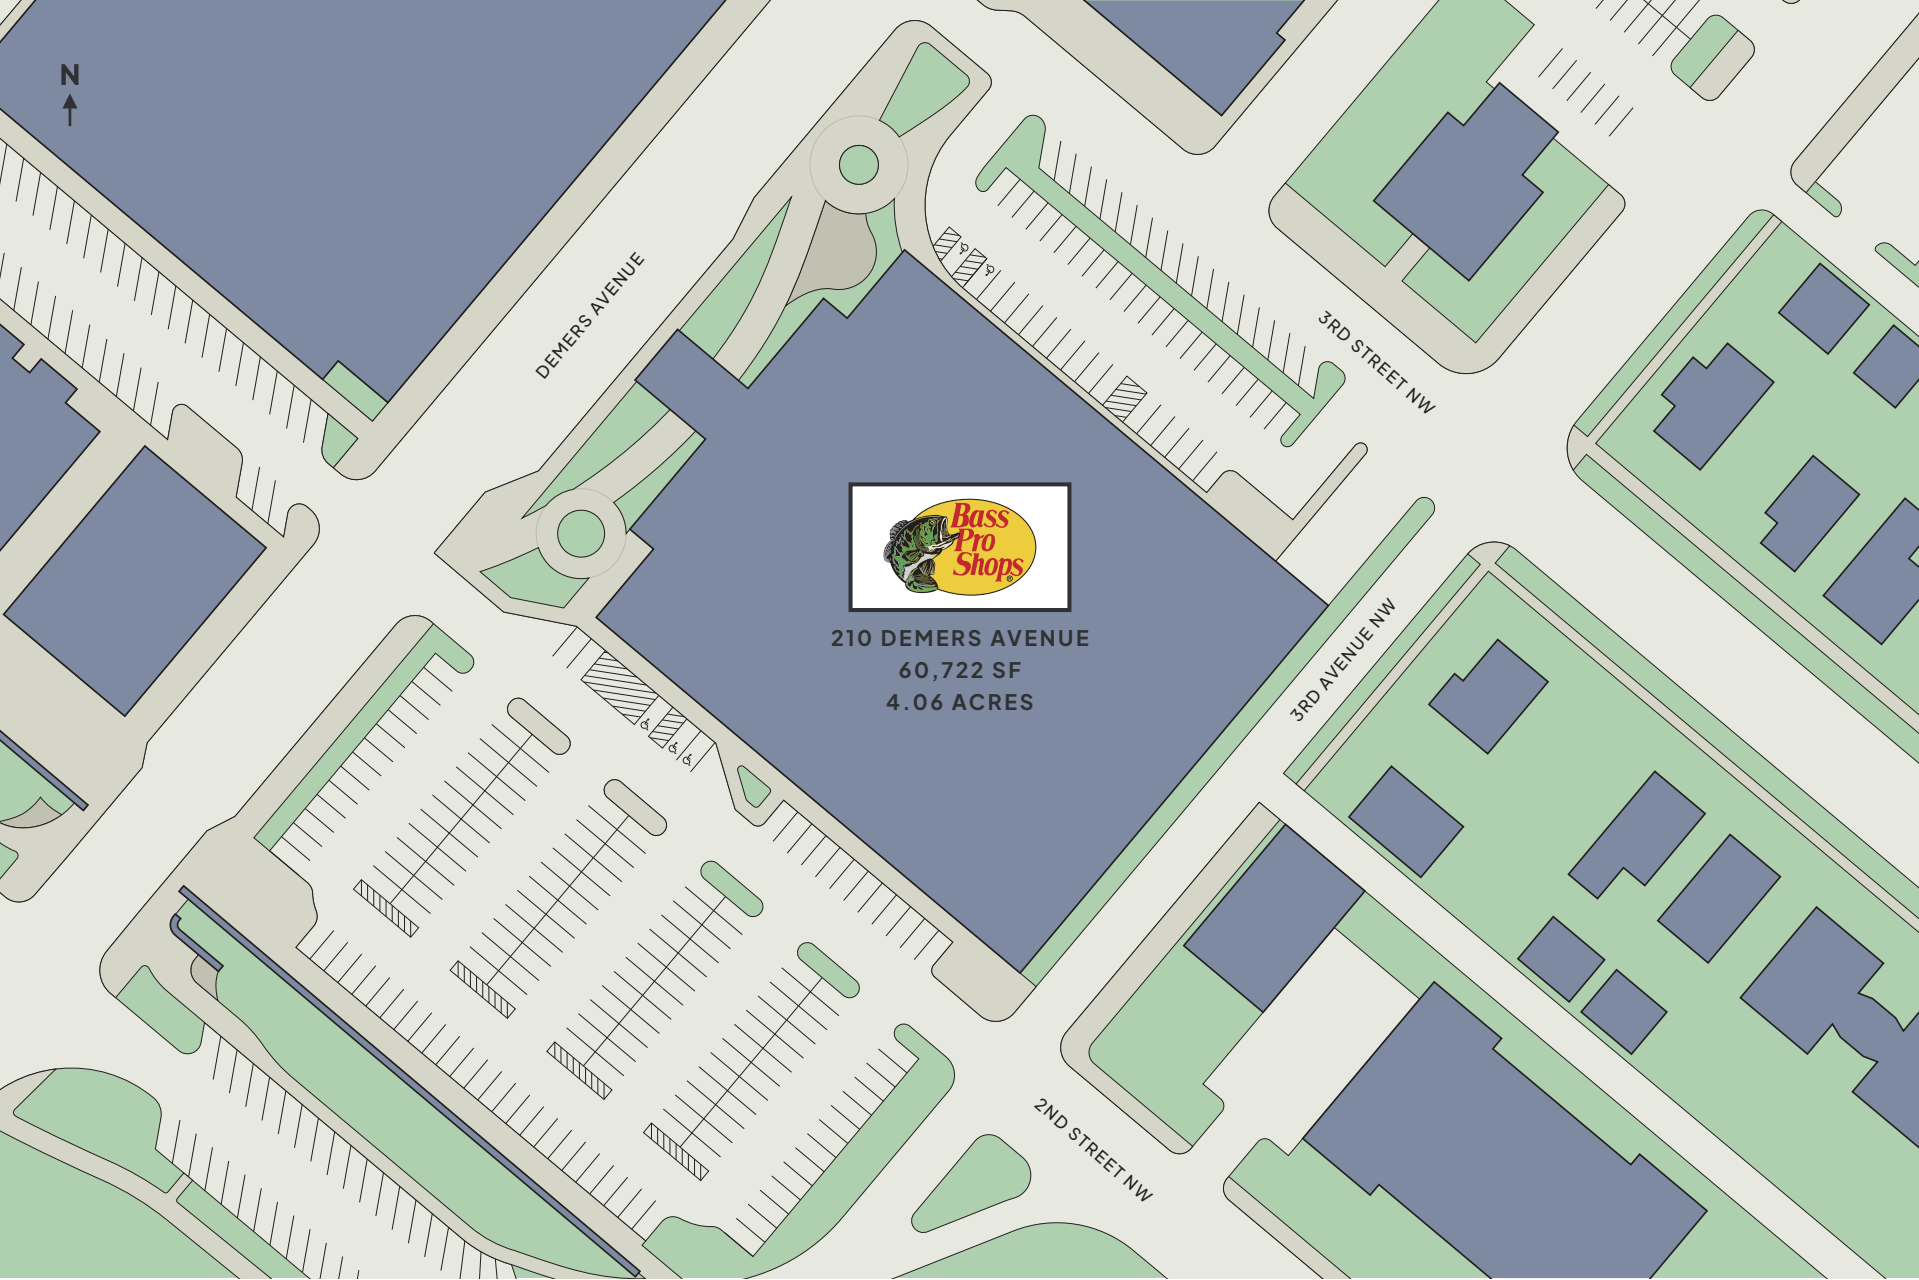 N
DEMERS AVENUE
3RD STREET NW
Bass
Pro
Shops®
210 DEMERS AVENUE
60,722 SF
4.06 ACRES
3RD AVENUE NW
2ND STREET NW